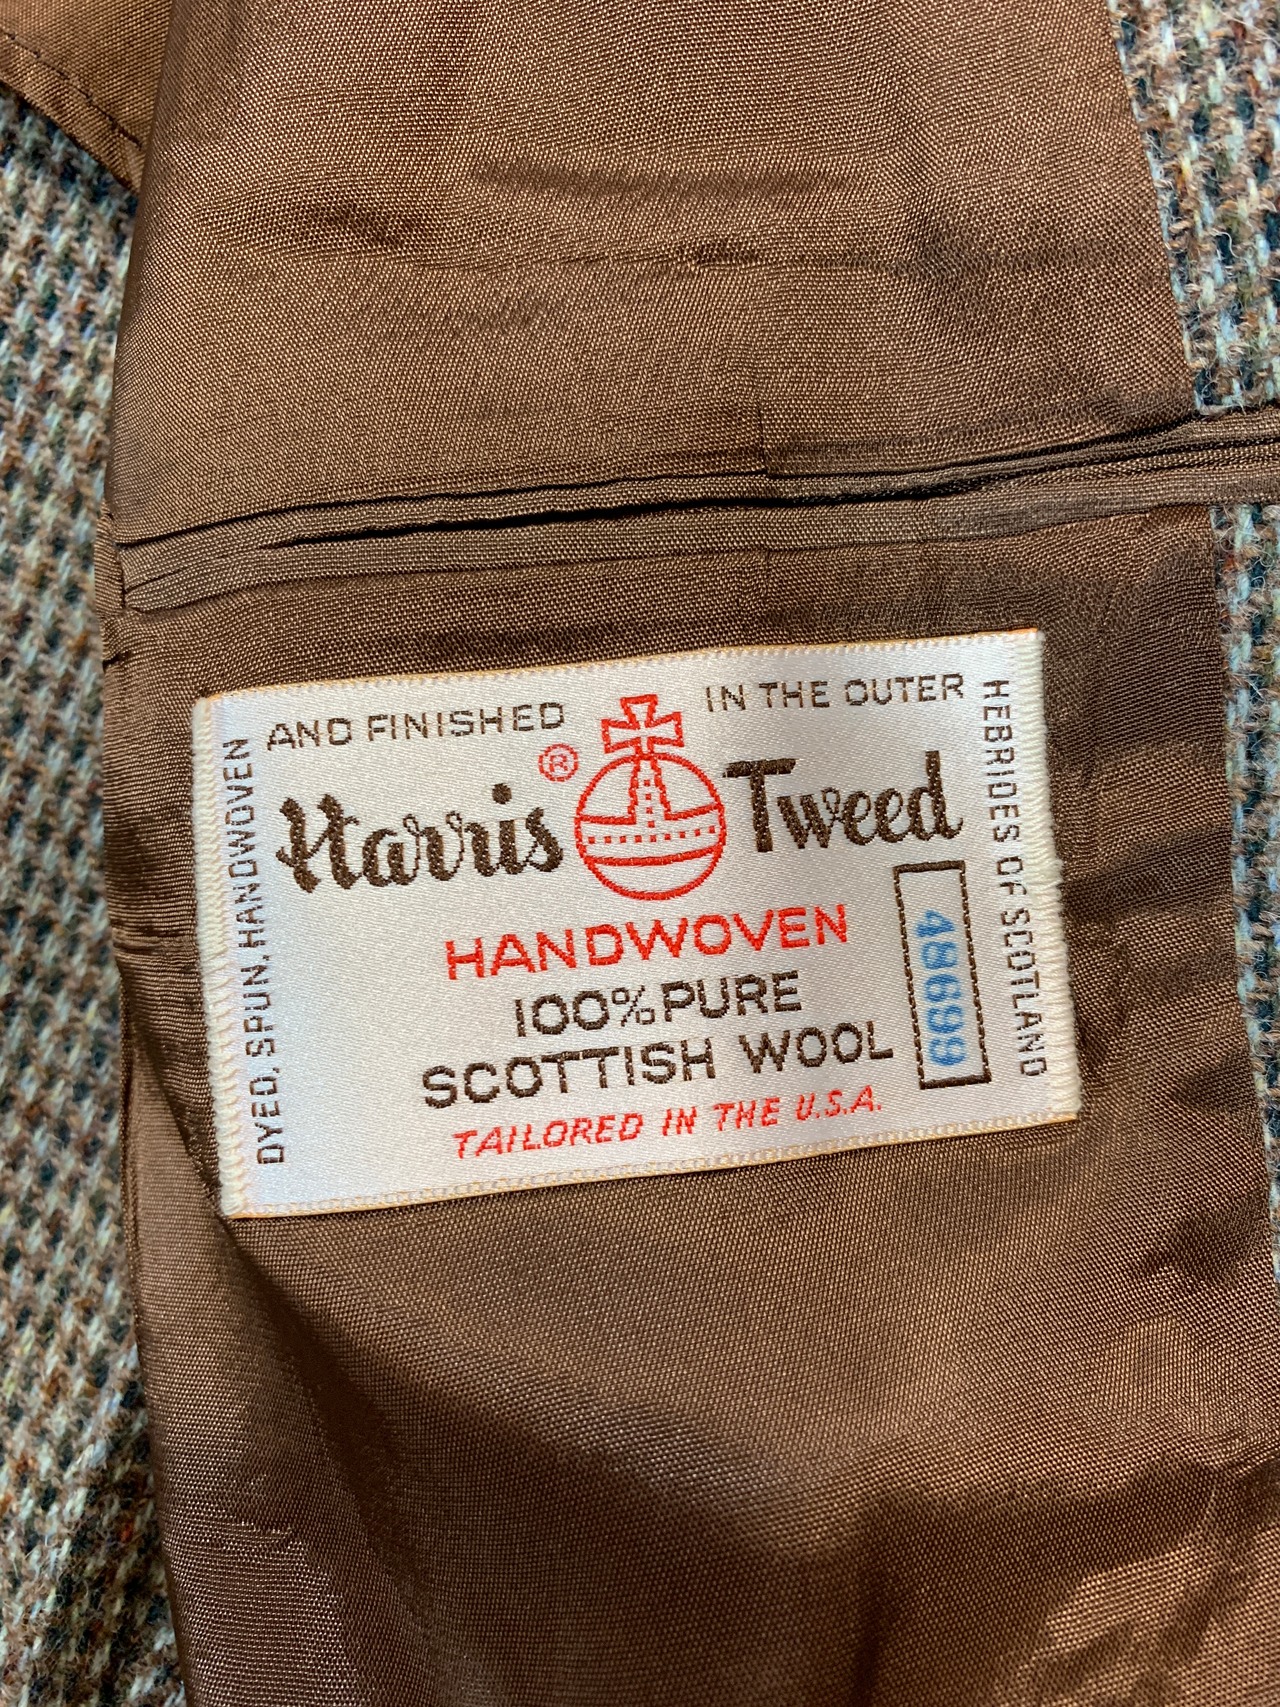 DYED, SPUN, HANDWOVEN
AND FINISHED IN THE OUTER
HEBRIDES OF SCOTLAND
Harris ® Tweed
HANDWOVEN
100% PURE
SCOTTISH WOOL
TAILORED IN THE U.S.A.
48699